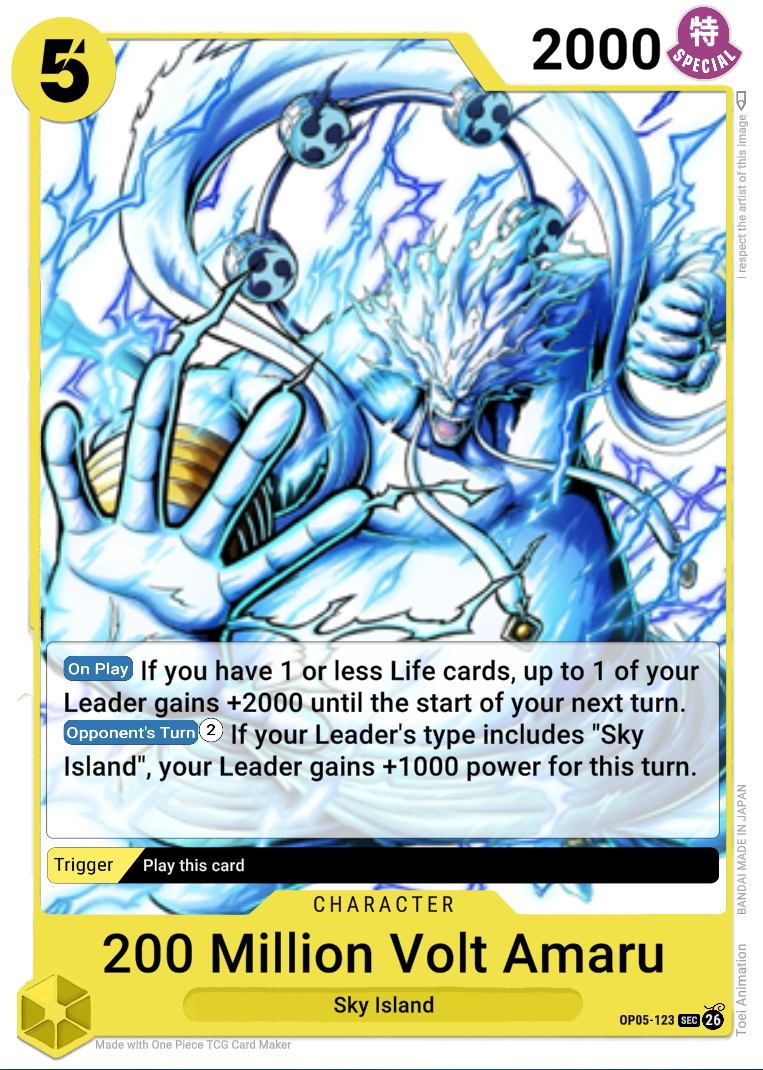 5
2000
特
SPECIAL
I respect the artist of this image
On Play If you have 1 or less Life cards, up to 1 of your
Leader gains +2000 until the start of your next turn.
Opponent's Turn 2 If your Leader's type includes "Sky
Island", your Leader gains +1000 power for this turn.
Trigger Play this card
BANDAI MADE IN JAPAN
CHARACTER
200 Million Volt Amaru
Sky Island
Toei Animation
OP05-123 SEC 26
Made with One Piece TCG Card Maker